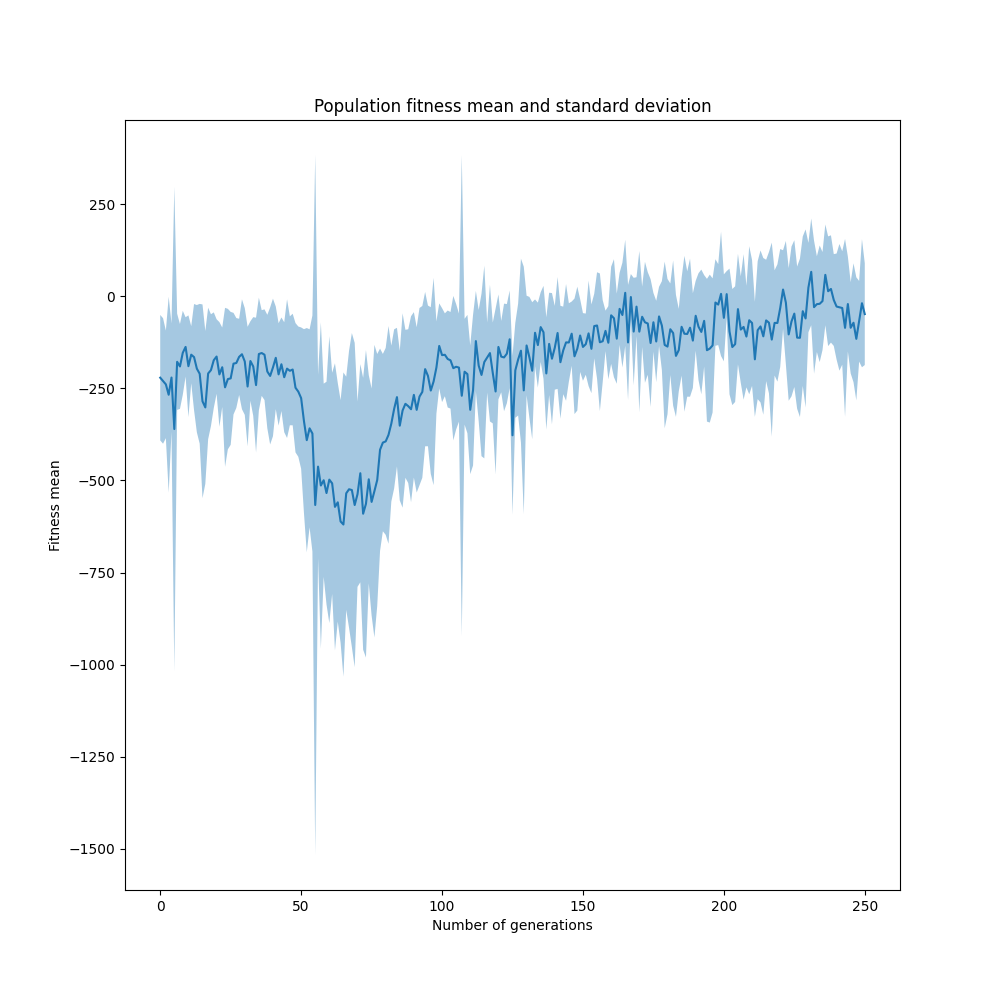 Population fitness mean and standard deviation
250
0
−250
−500
−750
−1000
−1250
−1500
Fitness mean
0 50 100 150 200 250
Number of generations